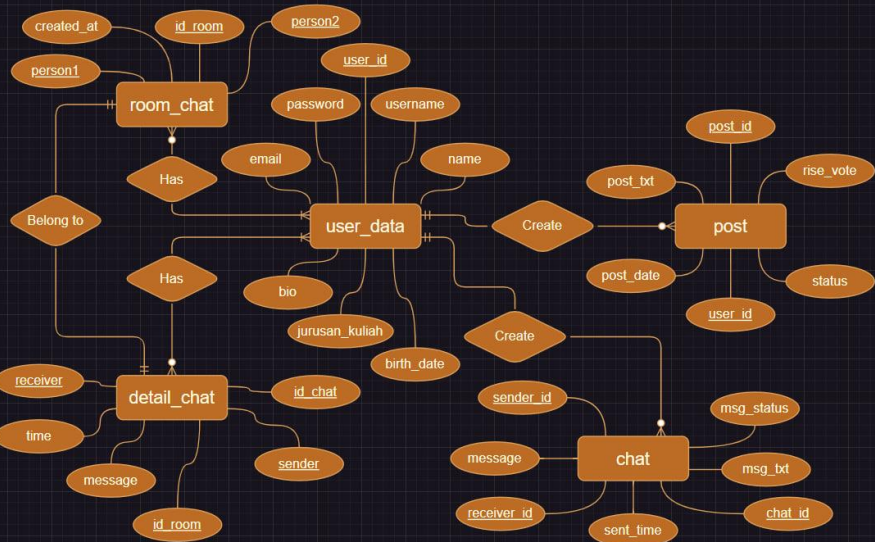 created_at
id_room
person2
person1
room_chat
user_id
password
username
email
name
Has
Belong to
user_data
Has
bio
jurusan_kuliah
birth_date
Create
Create
post_id
post_txt
rise_vote
post
post_date
status
user_id
receiver
detail_chat
id_chat
time
message
sender
id_room
sender_id
msg_status
message
chat
msg_txt
receiver_id
sent_time
chat_id